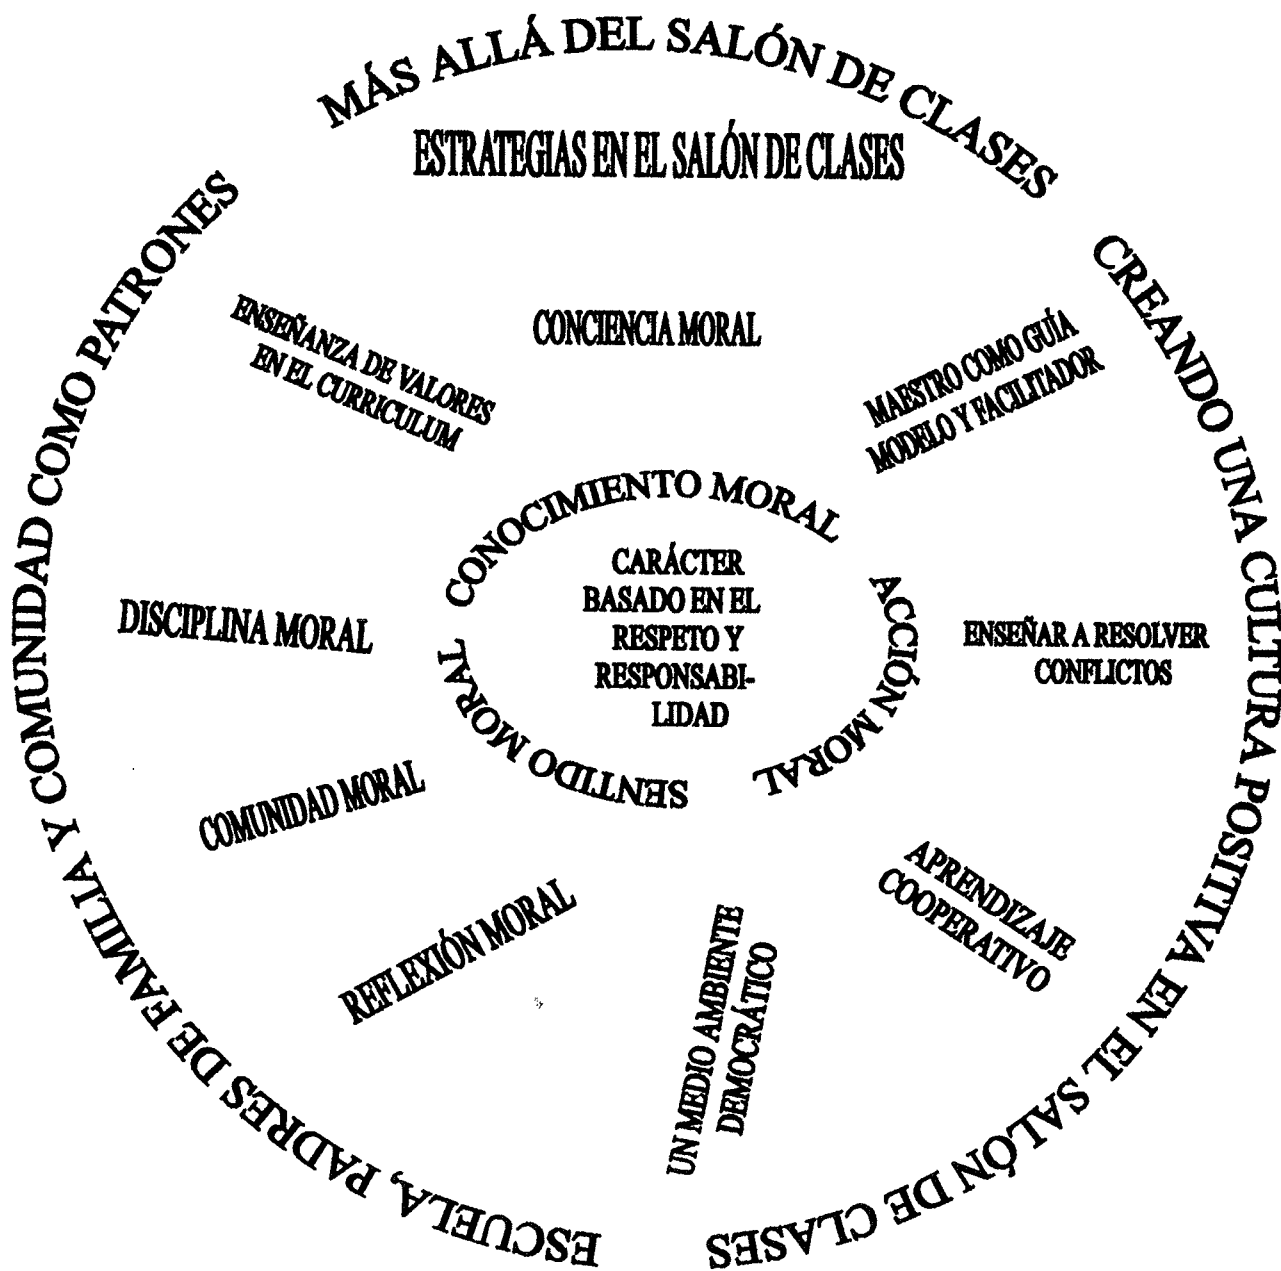 MÁS ALLÁ DEL SALÓN DE CLASES
ESTRATEGIAS EN EL SALÓN DE CLASES
CREANDO UNA CULTURA POSITIVA EN EL SALÓN DE CLASES
ESCUELA, PADRES DE FAMILIA Y COMUNIDAD COMO PATRONES
CONCIENCIA MORAL
MAESTRO COMO GUÍA
MODELO Y FACILITADOR
ENSEÑAR A RESOLVER
CONFLICTOS
APRENDIZAJE
COOPERATIVO
UN MEDIO AMBIENTE
DEMOCRÁTICO
REFLEXIÓN MORAL
COMUNIDAD MORAL
DISCIPLINA MORAL
ENSEÑANZA DE VALORES
EN EL CURRICULUM
CONOCIMIENTO MORAL
ACCIÓN MORAL
SENTIDO MORAL
CARÁCTER
BASADO EN EL
RESPETO Y
RESPONSABI-
LIDAD